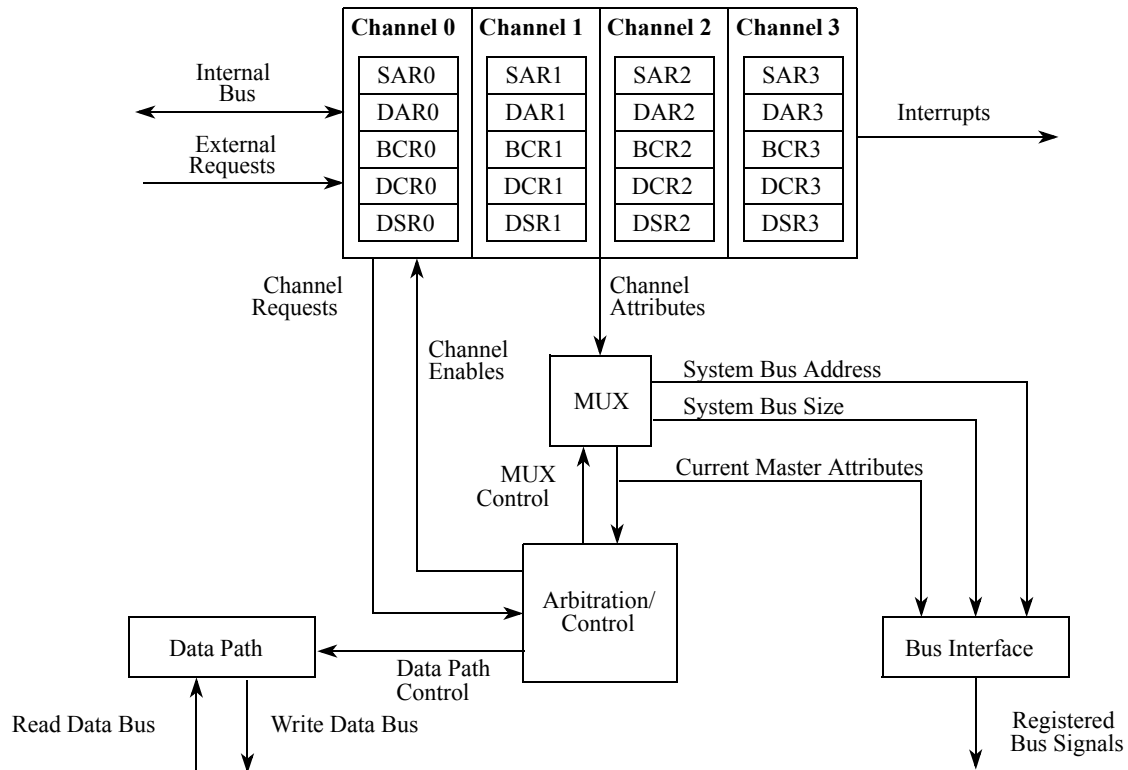 Channel 0 Channel 1 Channel 2 Channel 3
SAR0 SAR1 SAR2 SAR3
DAR0 DAR1 DAR2 DAR3
BCR0 BCR1 BCR2 BCR3
DCR0 DCR1 DCR2 DCR3
DSR0 DSR1 DSR2 DSR3
Internal
Bus
External
Requests
Interrupts
Channel
Requests
Channel
Enables
Channel
Attributes
MUX
System Bus Address
System Bus Size
Current Master Attributes
MUX
Control
Arbitration/
Control
Data Path
Data Path
Control
Bus Interface
Read Data Bus
Write Data Bus
Registered
Bus Signals